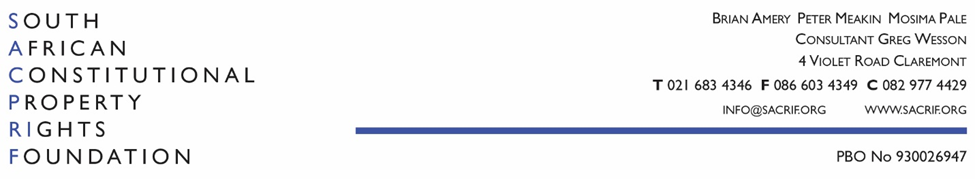 SOUTH
AFRICAN
CONSTITUTIONAL
PROPERTY
RIGHTS
FOUNDATION
BRIAN AMERY PETER MEAKIN MOSIMA PALE
CONSULTANT GREG WESSON
4 VIOLET ROAD CLAREMONT
T 021 683 4346 F 086 603 4349 C 082 977 4429
INFO@SACRIF.ORG WWW.SACRIF.ORG
PBO No 930026947